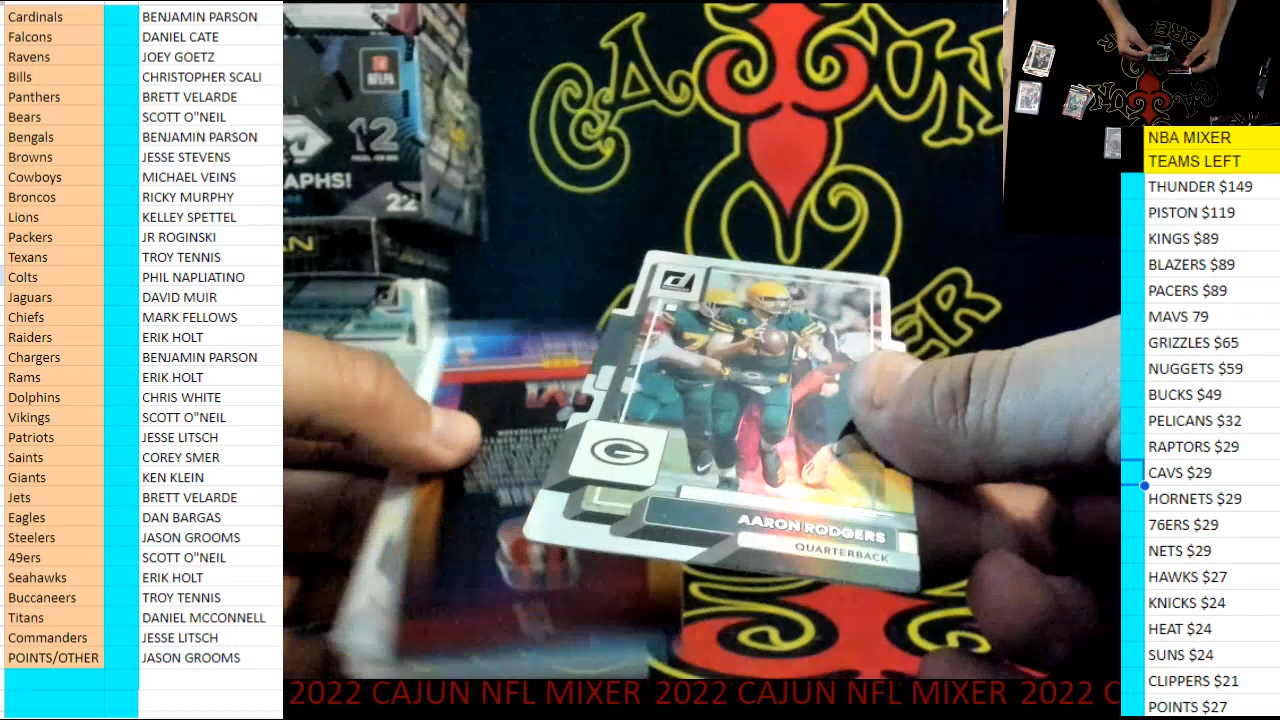 Cardinals BENJAMIN PARSON
Falcons DANIEL CATE
Ravens JOEY GOETZ
Bills CHRISTOPHER SCALI
Panthers BRETT VELARDE
Bears SCOTT O"NEIL
Bengals BENJAMIN PARSON
Browns JESSE STEVENS
Cowboys MICHAEL VEINS
Broncos RICKY MURPHY
Lions KELLEY SPETTEL
Packers JR ROGINSKI
Texans TROY TENNIS
Colts PHIL NAPLIATINO
Jaguars DAVID MUIR
Chiefs MARK FELLOWS
Raiders ERIK HOLT
Chargers BENJAMIN PARSON
Rams ERIK HOLT
Dolphins CHRIS WHITE
Vikings SCOTT O"NEIL
Patriots JESSE LITSCH
Saints COREY SMER
Giants KEN KLEIN
Jets BRETT VELARDE
Eagles DAN BARGAS
Steelers JASON GROOMS
49ers SCOTT O"NEIL
Seahawks ERIK HOLT
Buccaneers TROY TENNIS
Titans DANIEL MCCONNELL
Commanders JESSE LITSCH
POINTS/OTHER JASON GROOMS
NFLPA
12
APHS!
22
CAJUN
AARON RODGERS
QUARTERBACK
G
2022 CAJUN NFL MIXER 2022 CAJUN NFL MIXER 2022 C
NBA MIXER
TEAMS LEFT
THUNDER $149
PISTON $119
KINGS $89
BLAZERS $89
PACERS $89
MAVS 79
GRIZZLES $65
NUGGETS $59
BUCKS $49
PELICANS $32
RAPTORS $29
CAVS $29
HORNETS $29
76ERS $29
NETS $29
HAWKS $27
KNICKS $24
HEAT $24
SUNS $24
CLIPPERS $21
POINTS $27